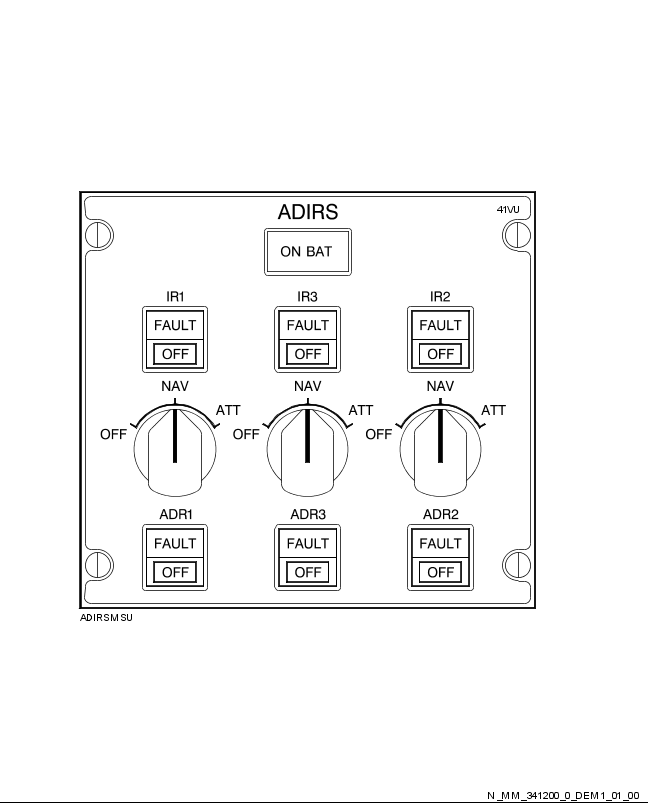 ADIRS
41VU
ON BAT
IR1 IR3 IR2
FAULT FAULT FAULT
OFF OFF OFF
NAV NAV NAV
ATT ATT ATT
OFF OFF OFF
ADR1 ADR3 ADR2
FAULT FAULT FAULT
OFF OFF OFF
ADIRSMSU
N_MM_341200_0_DEM1_01_00